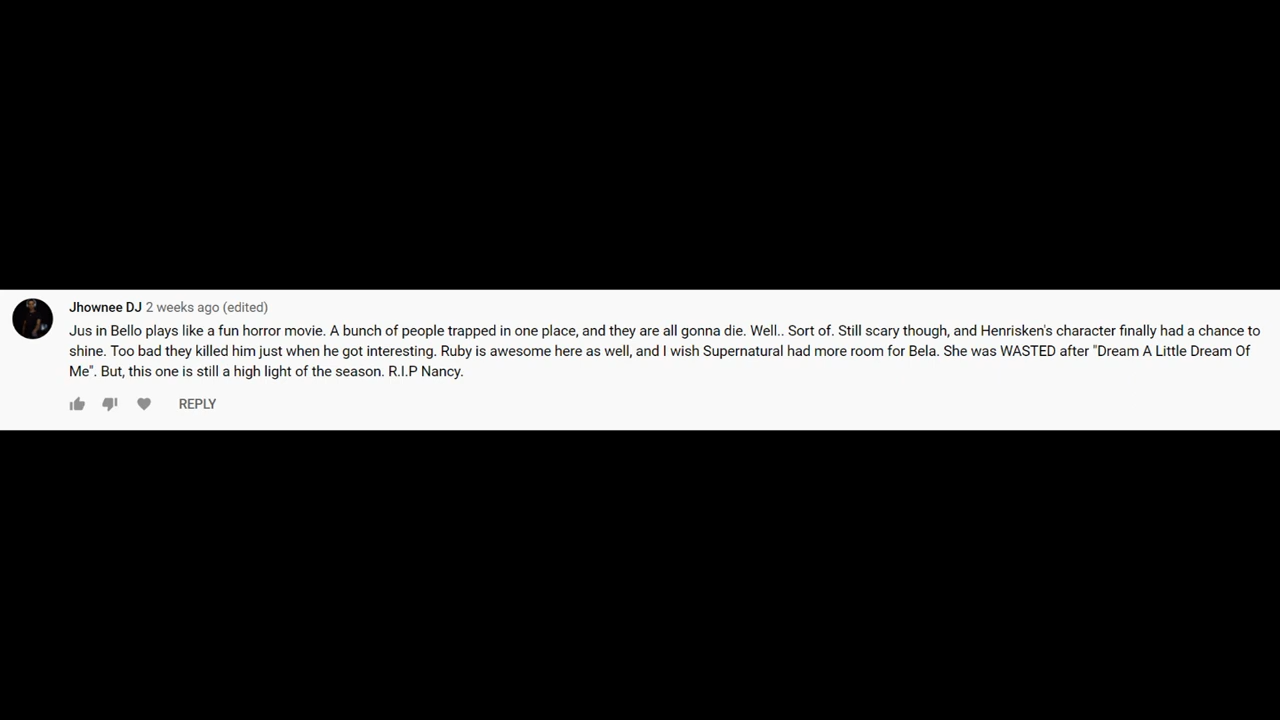 Jhownee DJ 2 weeks ago (edited)
Jus in Bello plays like a fun horror movie. A bunch of people trapped in one place, and they are all gonna die. Well.. Sort of. Still scary though, and Henrisken's character finally had a chance to
shine. Too bad they killed him just when he got interesting. Ruby is awesome here as well, and I wish Supernatural had more room for Bela. She was WASTED after "Dream A Little Dream Of
Me". But, this one is still a high light of the season. R.I.P Nancy.
REPLY